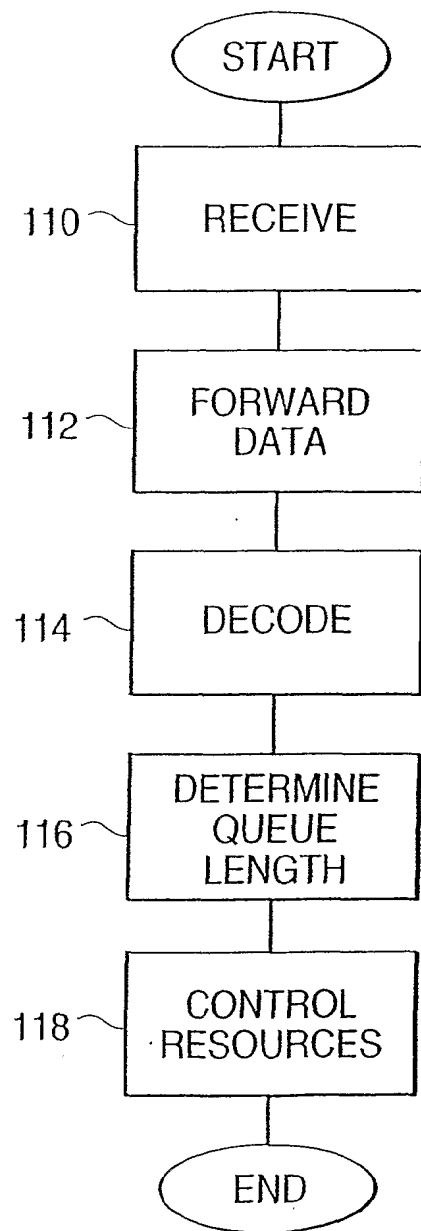 START
110
RECEIVE
112
FORWARD
DATA
114
DECODE
116
DETERMINE
QUEUE
LENGTH
118
CONTROL
RESOURCES
END